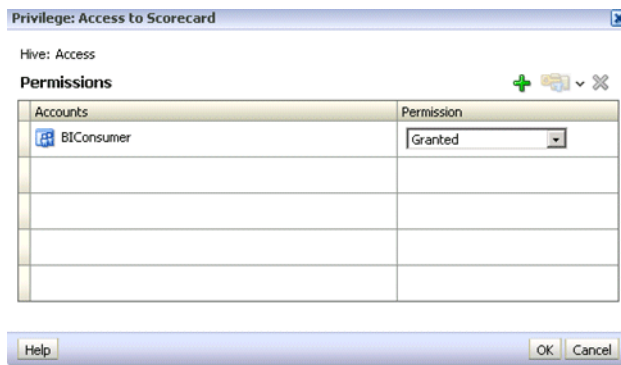 Privilege: Access to Scorecard
Hive: Access
Permissions
Accounts Permission
BIConsumer Granted
Help OK Cancel